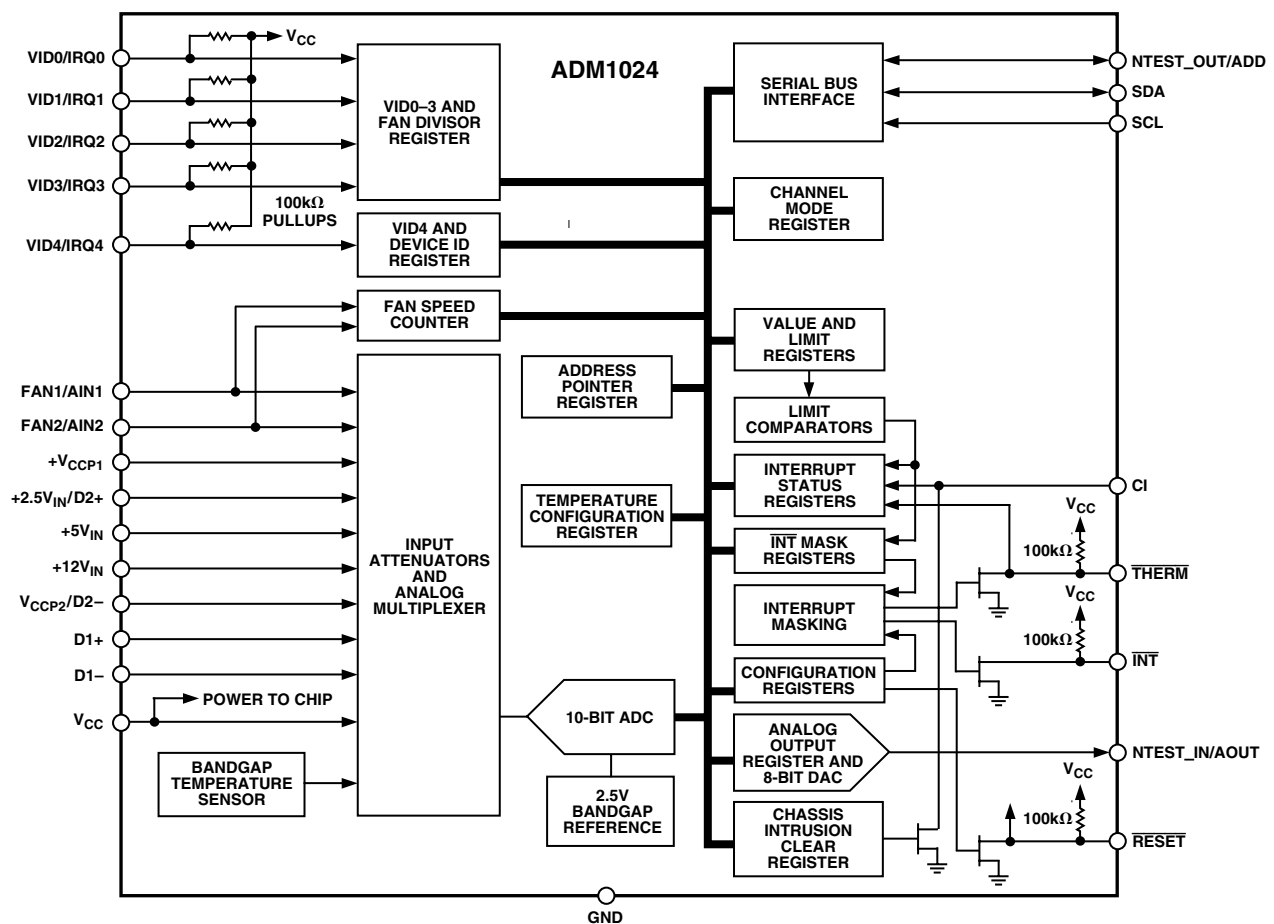 ADM1024
VID0/IRQ0
VID1/IRQ1
VID2/IRQ2
VID3/IRQ3
VID4/IRQ4
VCC
100kΩ
PULLUPS
VID0–3 AND
FAN DIVISOR
REGISTER
VID4 AND
DEVICE ID
REGISTER
FAN SPEED
COUNTER
FAN1/AIN1
FAN2/AIN2
+VCCP1
+2.5VIN/D2+
+5VIN
+12VIN
VCCP2/D2–
D1+
D1–
VCC
POWER TO CHIP
BANDGAP
TEMPERATURE
SENSOR
INPUT
ATTENUATORS
AND
ANALOG
MULTIPLEXER
10-BIT ADC
2.5V
BANDGAP
REFERENCE
ADDRESS
POINTER
REGISTER
TEMPERATURE
CONFIGURATION
REGISTER
SERIAL BUS
INTERFACE
CHANNEL
MODE
REGISTER
VALUE AND
LIMIT
REGISTERS
LIMIT
COMPARATORS
INTERRUPT
STATUS
REGISTERS
INT MASK
REGISTERS
INTERRUPT
MASKING
CONFIGURATION
REGISTERS
ANALOG
OUTPUT
REGISTER AND
8-BIT DAC
CHASSIS
INTRUSION
CLEAR
REGISTER
NTEST_OUT/ADD
SDA
SCL
CI
VCC
100kΩ
THERM
VCC
100kΩ
INT
NTEST_IN/AOUT
VCC
100kΩ
RESET
GND